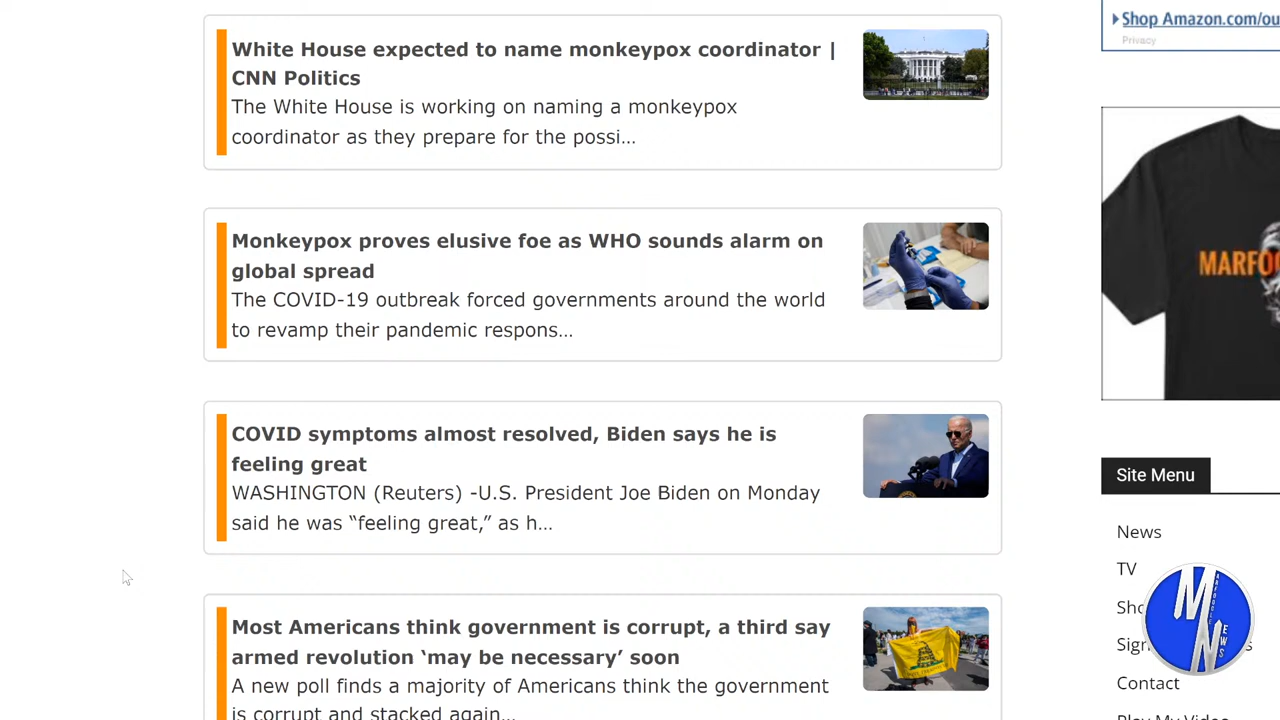 White House expected to name monkeypox coordinator |
CNN Politics
The White House is working on naming a monkeypox
coordinator as they prepare for the possi...
Monkeypox proves elusive foe as WHO sounds alarm on
global spread
The COVID-19 outbreak forced governments around the world
to revamp their pandemic respons...
COVID symptoms almost resolved, Biden says he is
feeling great
WASHINGTON (Reuters) -U.S. President Joe Biden on Monday
said he was “feeling great,” as h...
Most Americans think government is corrupt, a third say
armed revolution ‘may be necessary’ soon
A new poll finds a majority of Americans think the government
is corrupt and stacked again...
Shop Amazon.com/ou
Privacy
MARFO
Site Menu
News
TV
Sho
Sign
Contact
Play My Video
MN